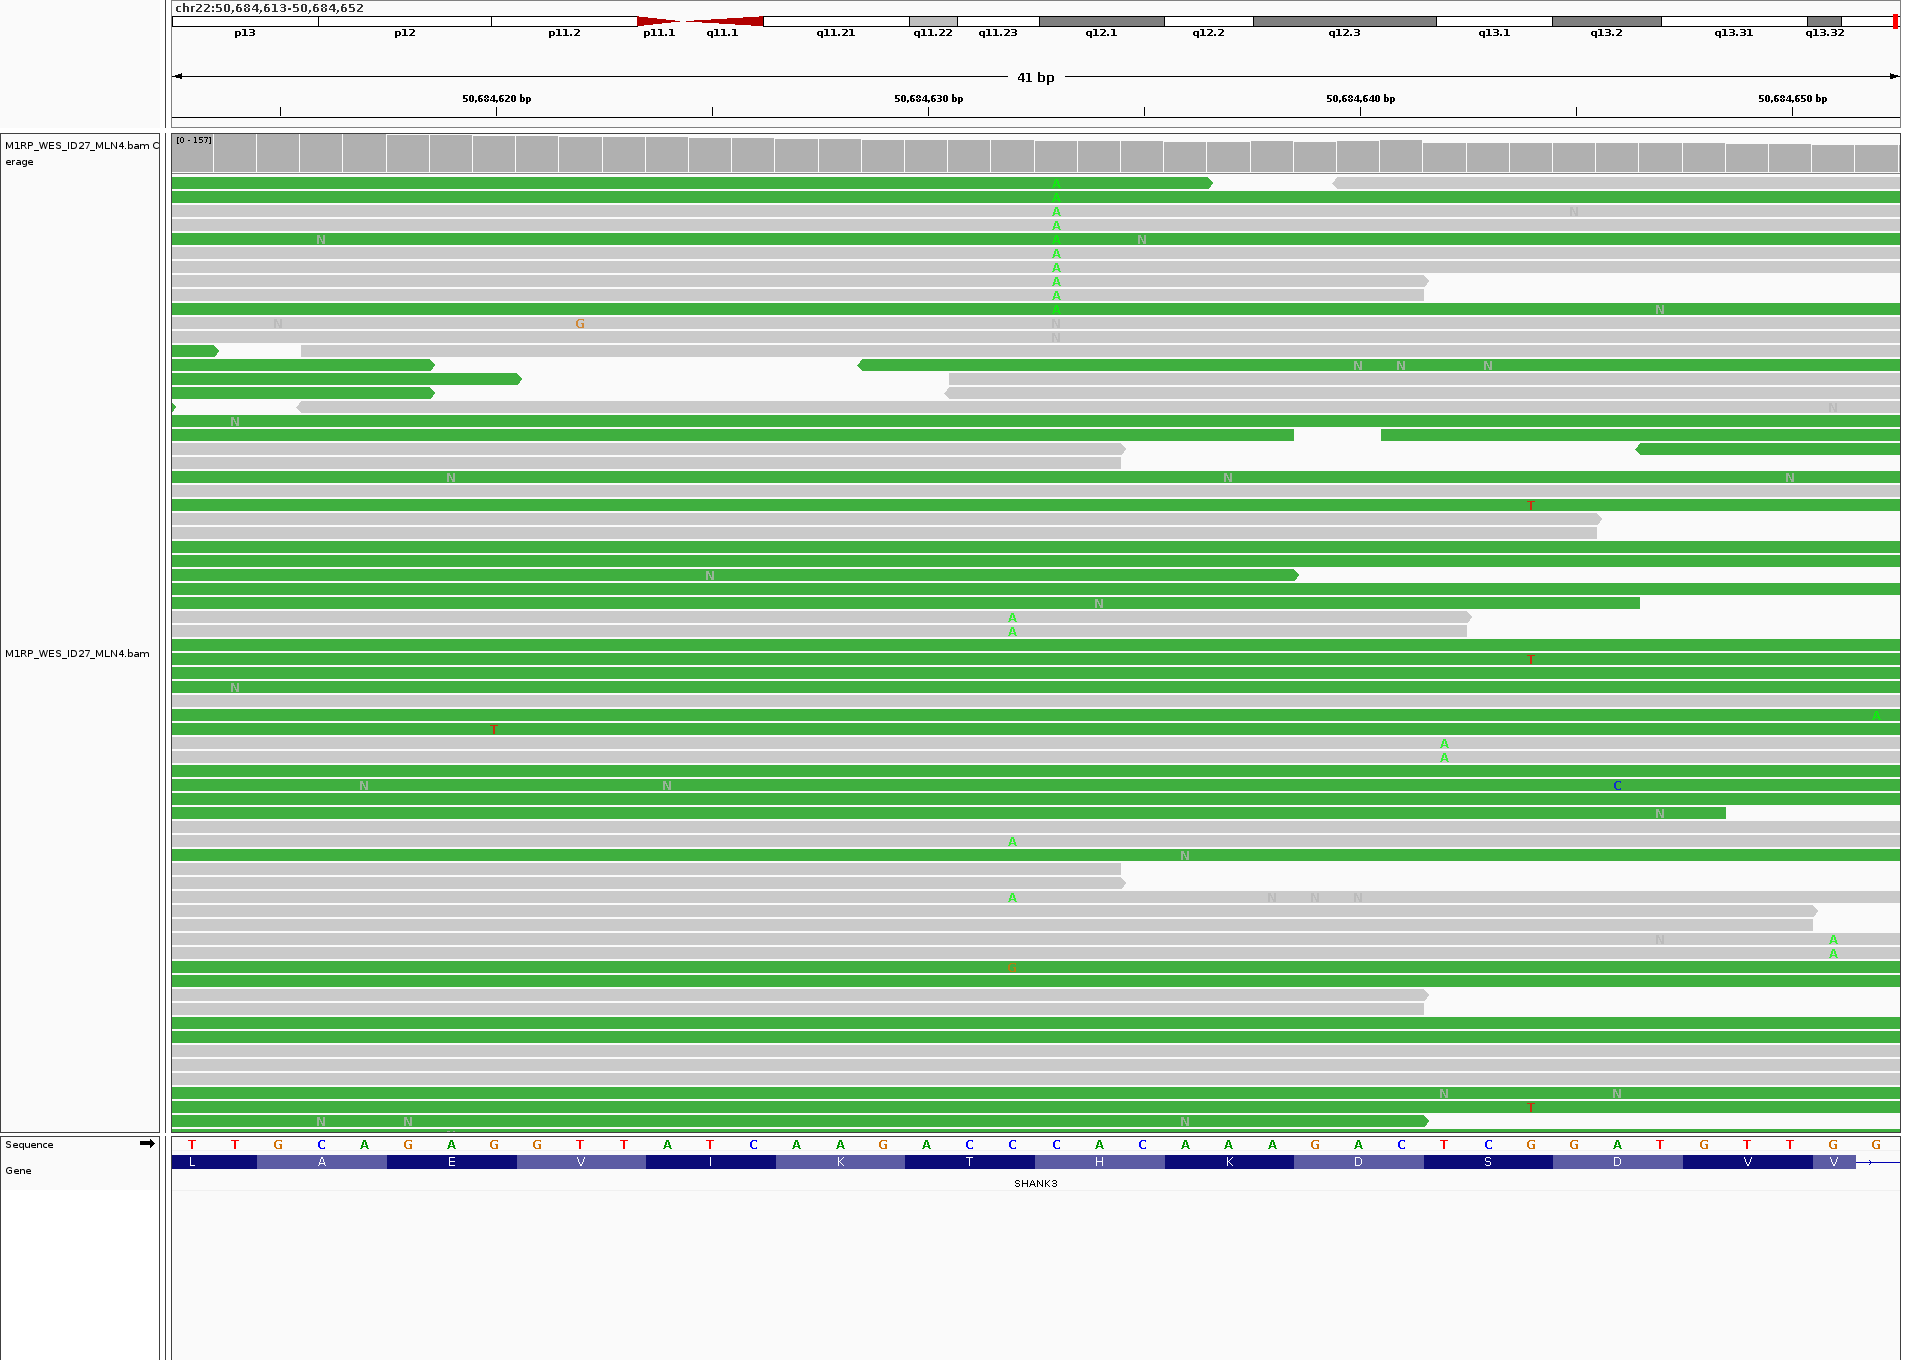 chr22:50,684,613-50,684,652
p13 p12 p11.2 p11.1 q11.1 q11.21 q11.22 q11.23 q12.1 q12.2 q12.3 q13.1 q13.2 q13.31 q13.32
41 bp
50,684,620 bp 50,684,630 bp 50,684,640 bp 50,684,650 bp
M1RP_WES_ID27_MLN4.bam C
erage
[0 - 157]
A
A
A N
A
N A N
A
A
A
A
A N
N G N
N
N N N
N
N
N N N
T
N
N
A
A
M1RP_WES_ID27_MLN4.bam
T
N
A
T
A
A
N N C
N
A
N
A N N N
N A
A
G
N N
T
N N N
Sequence T T G C A G A G G T T A T C A A G A C C C A C A A A G A C T C G G A T G T T G G
Gene L A E V I K T H K D S D V V
SHANK3